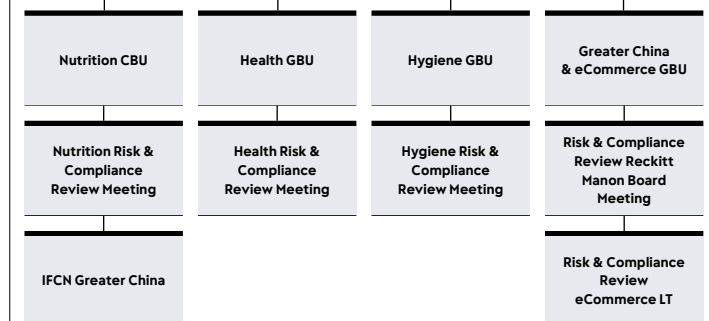 Nutrition CBU
Health GBU
Hygiene GBU
Greater China
& eCommerce GBU
Nutrition Risk &
Compliance
Review Meeting
Health Risk &
Compliance
Review Meeting
Hygiene Risk &
Compliance
Review Meeting
Risk & Compliance
Review Reckitt
Manon Board
Meeting
IFCN Greater China
Risk & Compliance
Review
eCommerce LT